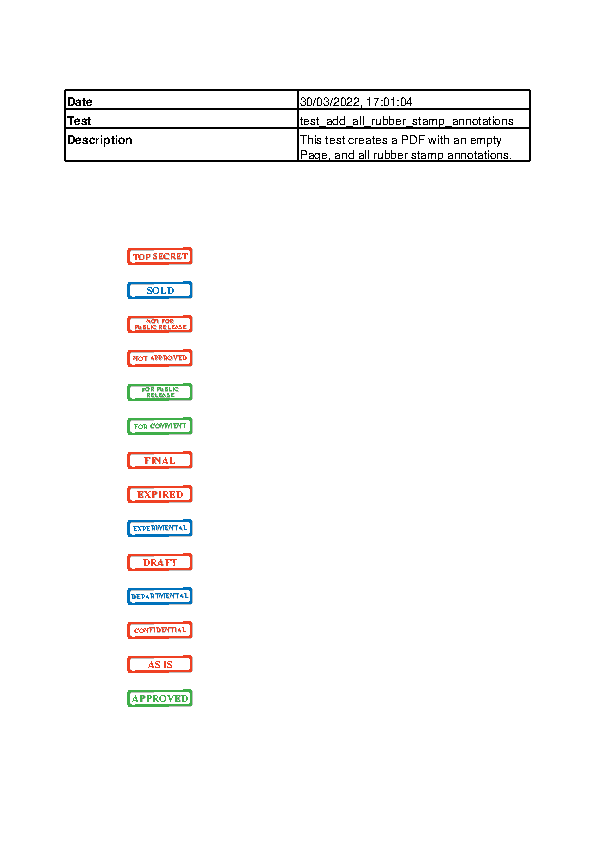 Date 30/03/2022, 17:01:04
Test test_add_all_rubber_stamp_annotations
Description This test creates a PDF with an empty
Page, and all rubber stamp annotations.
TOP SECRET
SOLD
NOT FOR
PUBLIC RELEASE
NOT APPROVED
FOR PUBLIC
RELEASE
FOR COMMENT
FINAL
EXPIRED
EXPERIMENTAL
DRAFT
DEPARTMENTAL
CONFIDENTIAL
AS IS
APPROVED